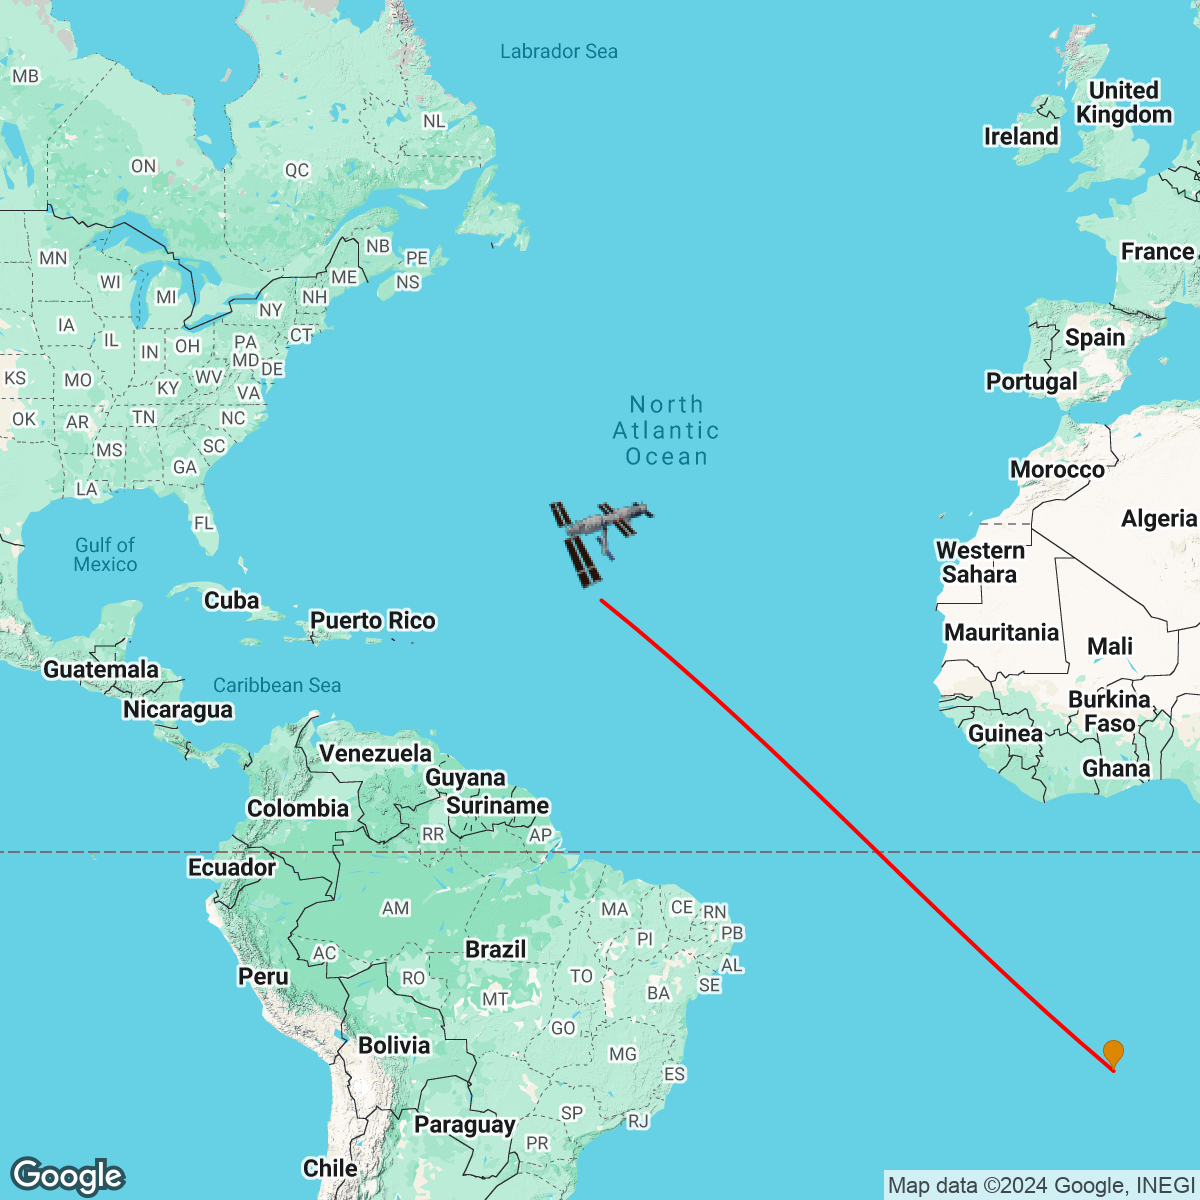 Labrador Sea
MB
United
Kingdom
NL
Ireland
ON
QC
NB
PE
France
MN
ME
NS
WI
MI
NH
NY
IA
CT
IL
PA
Spain
IN
OH
MD
DE
KS
MO
KY
WV
Portugal
VA
North
Atlantic
Ocean
OK
AR
TN
NC
MS
SC
GA
Morocco
LA
FL
Algeria
Gulf of
Mexico
Western
Sahara
Cuba
Puerto Rico
Mauritania
Mali
Guatemala
Caribbean Sea
Burkina
Faso
Nicaragua
Guinea
Venezuela
Ghana
Guyana
Suriname
Colombia
RR
AP
Ecuador
AM
MA
CE
RN
PB
PI
AC
Brazil
AL
Peru
RO
TO
SE
MT
BA
GO
Bolivia
MG
ES
SP
Paraguay
RJ
PR
Chile
Google
Map data ©2024 Google, INEGI